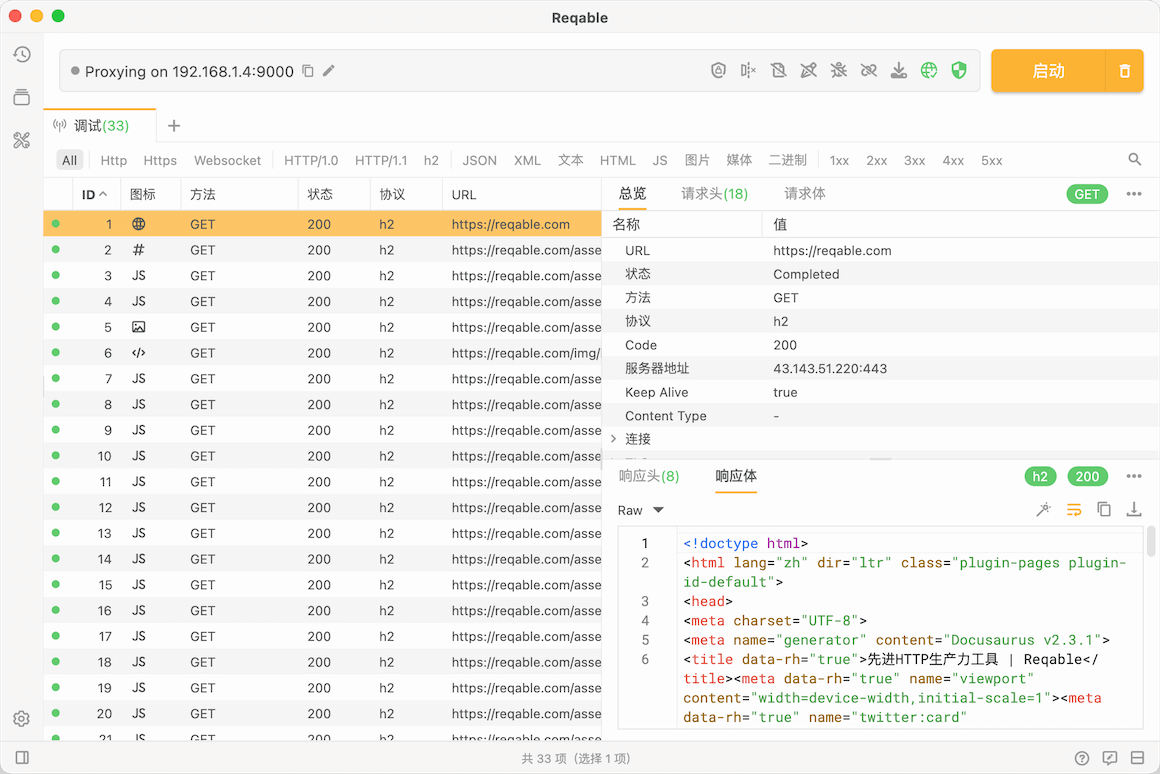 Reqable
Proxying on 192.168.1.4:9000
启动
调试(33)
All Http Https Websocket HTTP/1.0 HTTP/1.1 h2 JSON XML 文本 HTML JS 图片 媒体 二进制 1xx 2xx 3xx 4xx 5xx
ID 图标 方法 状态 协议 URL
1 GET 200 h2 https://reqable.com
2 # GET 200 h2 https://reqable.com/asse
3 JS GET 200 h2 https://reqable.com/asse
4 JS GET 200 h2 https://reqable.com/asse
5 GET 200 h2 https://reqable.com/asse
6 </> GET 200 h2 https://reqable.com/img/
7 JS GET 200 h2 https://reqable.com/asse
8 JS GET 200 h2 https://reqable.com/asse
9 JS GET 200 h2 https://reqable.com/asse
10 JS GET 200 h2 https://reqable.com/asse
11 JS GET 200 h2 https://reqable.com/asse
12 JS GET 200 h2 https://reqable.com/asse
13 JS GET 200 h2 https://reqable.com/asse
14 JS GET 200 h2 https://reqable.com/asse
15 JS GET 200 h2 https://reqable.com/asse
16 JS GET 200 h2 https://reqable.com/asse
17 JS GET 200 h2 https://reqable.com/asse
18 JS GET 200 h2 https://reqable.com/asse
19 JS GET 200 h2 https://reqable.com/asse
20 JS GET 200 h2 https://reqable.com/asse
21 JS GET 200 h2 https://reqable.com/asse
总览 请求头(18) 请求体 GET
名称 值
URL https://reqable.com
状态 Completed
方法 GET
协议 h2
Code 200
服务器地址 43.143.51.220:443
Keep Alive true
Content Type -
连接
响应头(8) 响应体 h2 200
Raw
1 <!doctype html>
2 <html lang="zh" dir="ltr" class="plugin-pages plugin-
id-default">
3 <head>
4 <meta charset="UTF-8">
5 <meta name="generator" content="Docusaurus v2.3.1">
6 <title data-rh="true">先进HTTP生产力工具 | Reqable</
title><meta data-rh="true" name="viewport"
content="width=device-width,initial-scale=1"><meta
data-rh="true" name="twitter:card"
共 33 项 (选择 1 项)